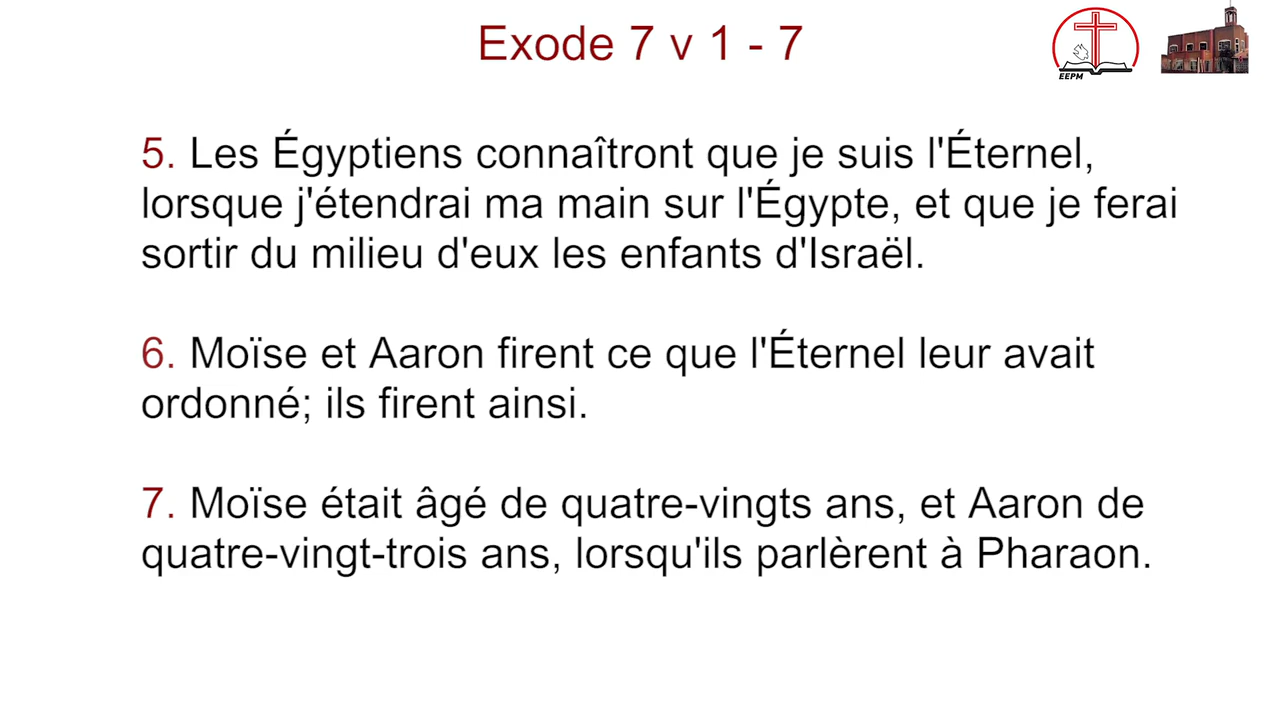 Exode 7 v 1 - 7
EEPM
5. Les Égyptiens connaîtront que je suis l'Éternel,
lorsque j'étendrai ma main sur l'Égypte, et que je ferai
sortir du milieu d'eux les enfants d'Israël.
6. Moïse et Aaron firent ce que l'Éternel leur avait
ordonné; ils firent ainsi.
7. Moïse était âgé de quatre-vingts ans, et Aaron de
quatre-vingt-trois ans, lorsqu'ils parlèrent à Pharaon.